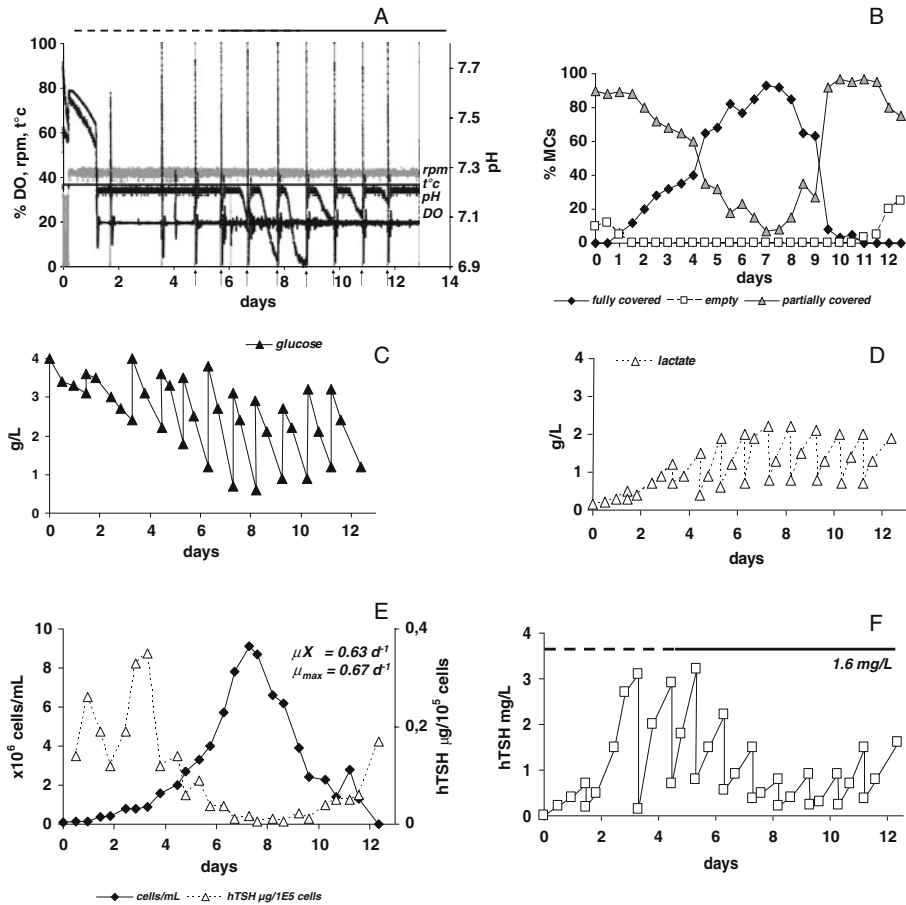 A
100
80
60
40
20
0
% DO, rpm, t°c
7.7
7.5
7.3
7.1
6.9
pH
rpm
t°c
pH
DO
0 2 4 6 8 10 12 14
days
B
100
80
60
40
20
0
% MCs
0 1 2 3 4 5 6 7 8 9 10 11 12
days
fully covered empty partially covered
C
glucose
4
3
2
1
0
g/L
0 2 4 6 8 10 12
days
D
lactate
4
3
2
1
0
g/L
0 2 4 6 8 10 12
days
E
10
8
6
4
2
0
x10⁶ cells/mL
μX = 0.63 d⁻¹
μmax = 0.67 d⁻¹
0,4
0,2
0
hTSH μg/10⁵ cells
0 2 4 6 8 10 12
days
cells/mL hTSH μg/1E5 cells
F
4
3
2
1
0
hTSH mg/L
1.6 mg/L
0 2 4 6 8 10 12
days